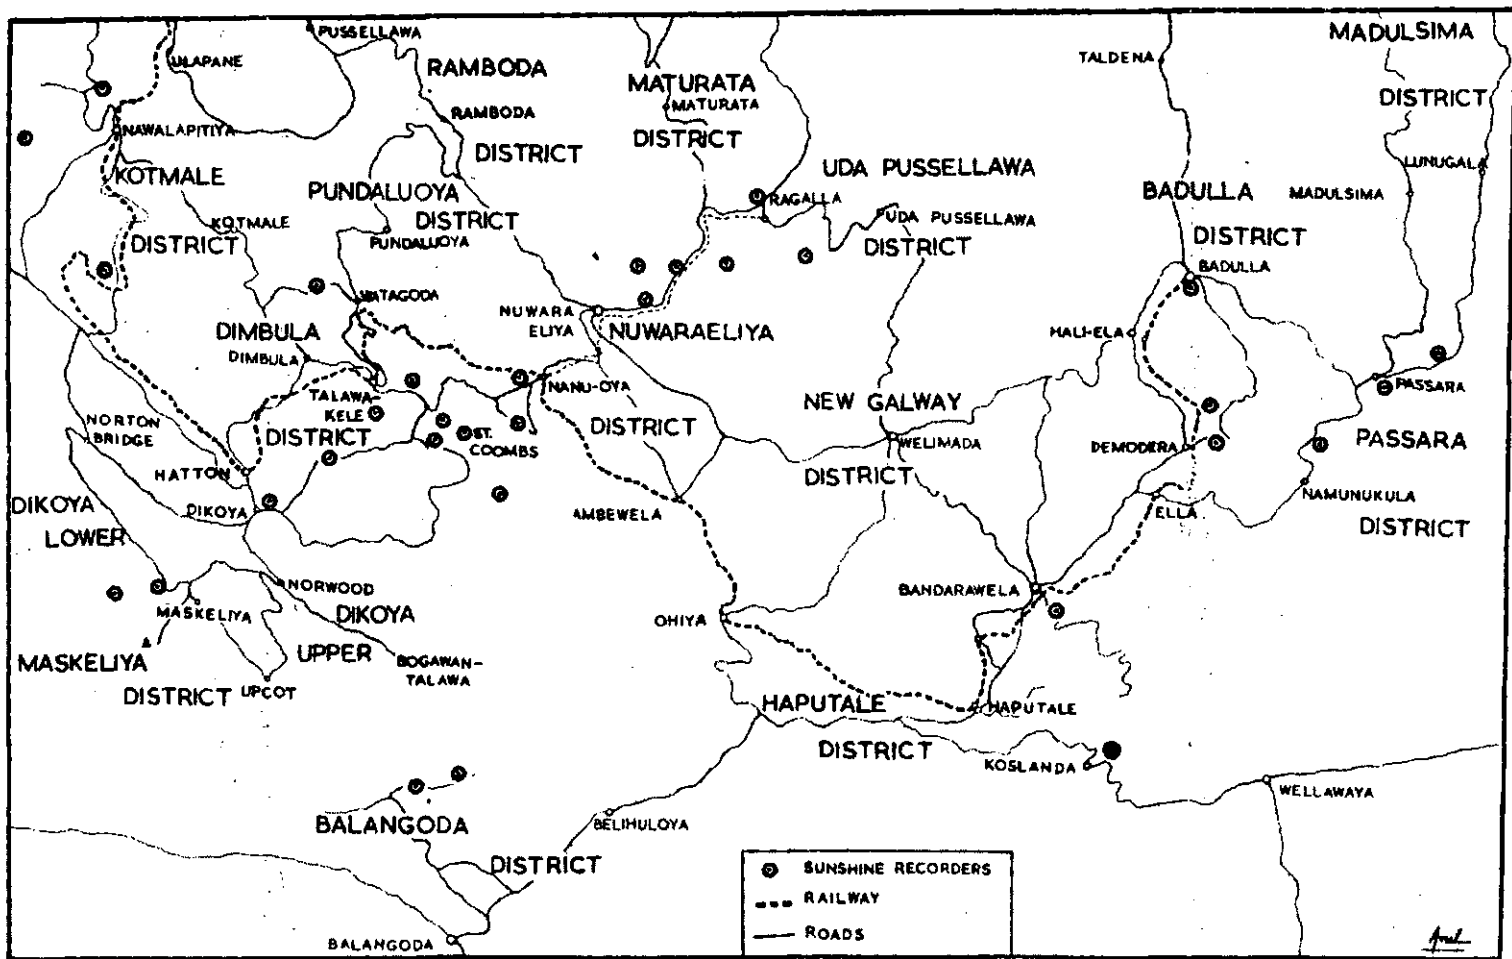 PUSSELLAWA
ULAPANE
RAMBODA
MATURATA
MATURATA
TALDENA
MADULSIMA
DISTRICT
NAWALAPITIYA
RAMBODA
DISTRICT
DISTRICT
KOTMALE
PUNDALUOYA
DISTRICT
UDA PUSSELLAWA
RAGALLA
UDA PUSSELLAWA
DISTRICT
BADULLA
DISTRICT
BADULLA
MADULSIMA
LUNUGALA
DISTRICT
KOTMALE
PUNDALUOYA
WATAGODA
NUWARA
ELIYA
NUWARAELIYA
DIMBULA
DIMBULA
HALI-ELA
TALAWA-
KELE
NANU-OYA
PASSARA
NORTON
BRIDGE
DISTRICT
ST.
COOMBS
DISTRICT
NEW GALWAY
WELIMADA
DISTRICT
DEMODERA
PASSARA
HATTON
DIKOYA
LOWER
DIKOYA
AMBEWELA
ELLA
NAMUNUKULA
DISTRICT
NORWOOD
MASKELIYA
DIKOYA
UPPER
BANDARAWELA
OHIYA
MASKELIYA
DISTRICT
UPCOT
BOGAWAN-
TALAWA
HAPUTALE
HAPUTALE
DISTRICT
KOSLANDA
WELLAWAYA
BALANGODA
BELIHULOYA
DISTRICT
BALANGODA
SUNSHINE RECORDERS
RAILWAY
ROADS